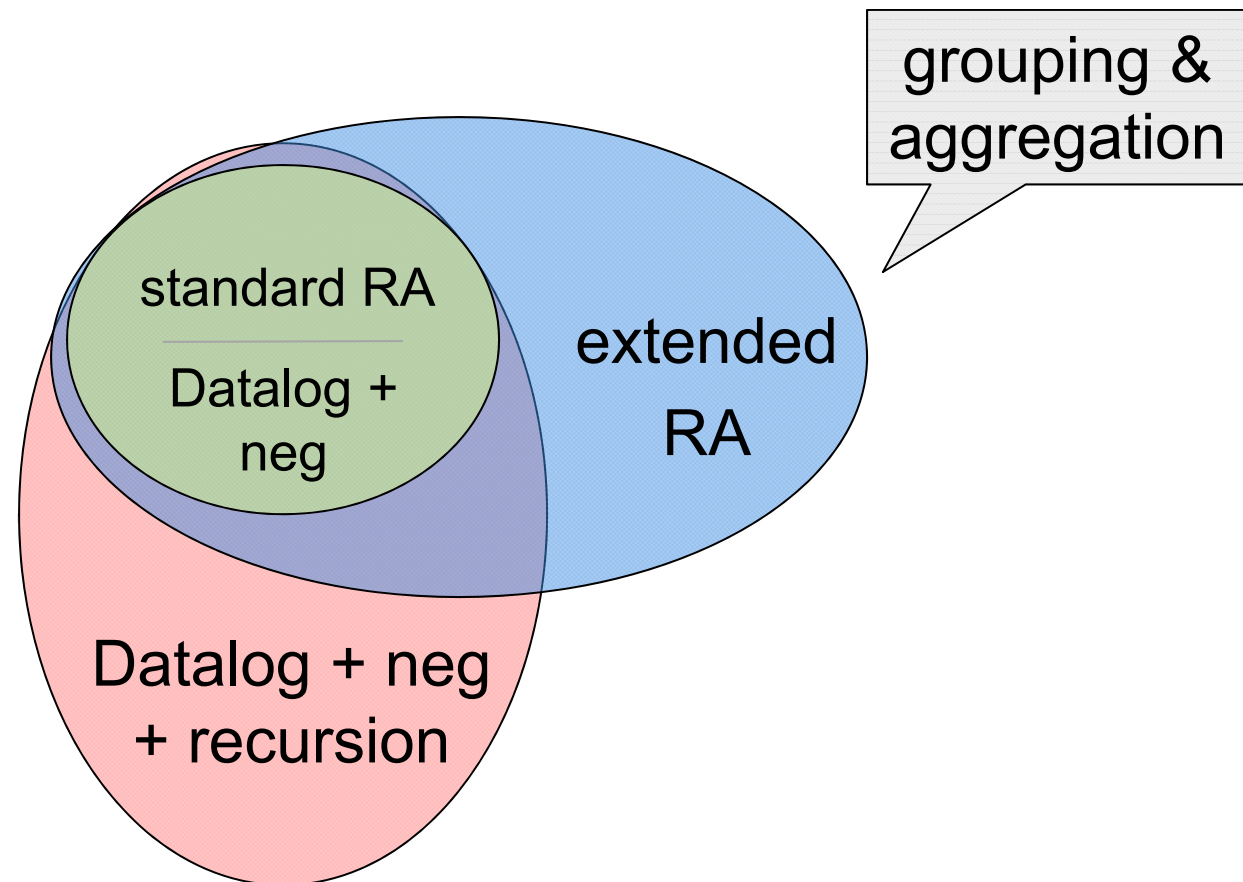 grouping &
aggregation
standard RA
Datalog +
neg
extended
RA
Datalog + neg
+ recursion